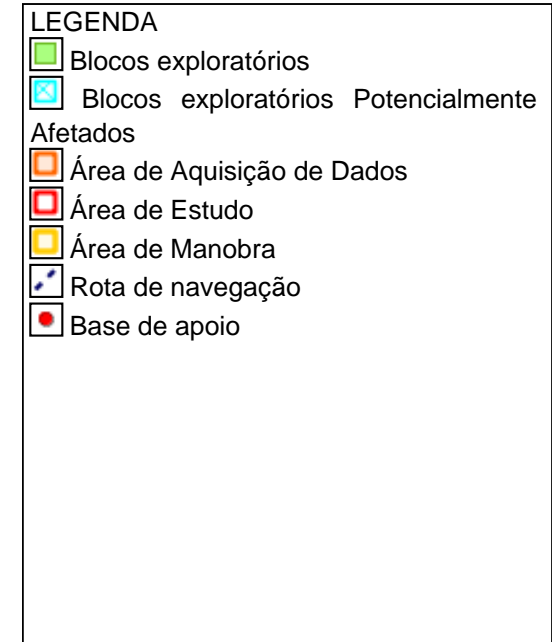 LEGENDA
Blocos exploratórios
Blocos exploratórios Potencialmente
Afetados
Área de Aquisição de Dados
Área de Estudo
Área de Manobra
Rota de navegação
Base de apoio